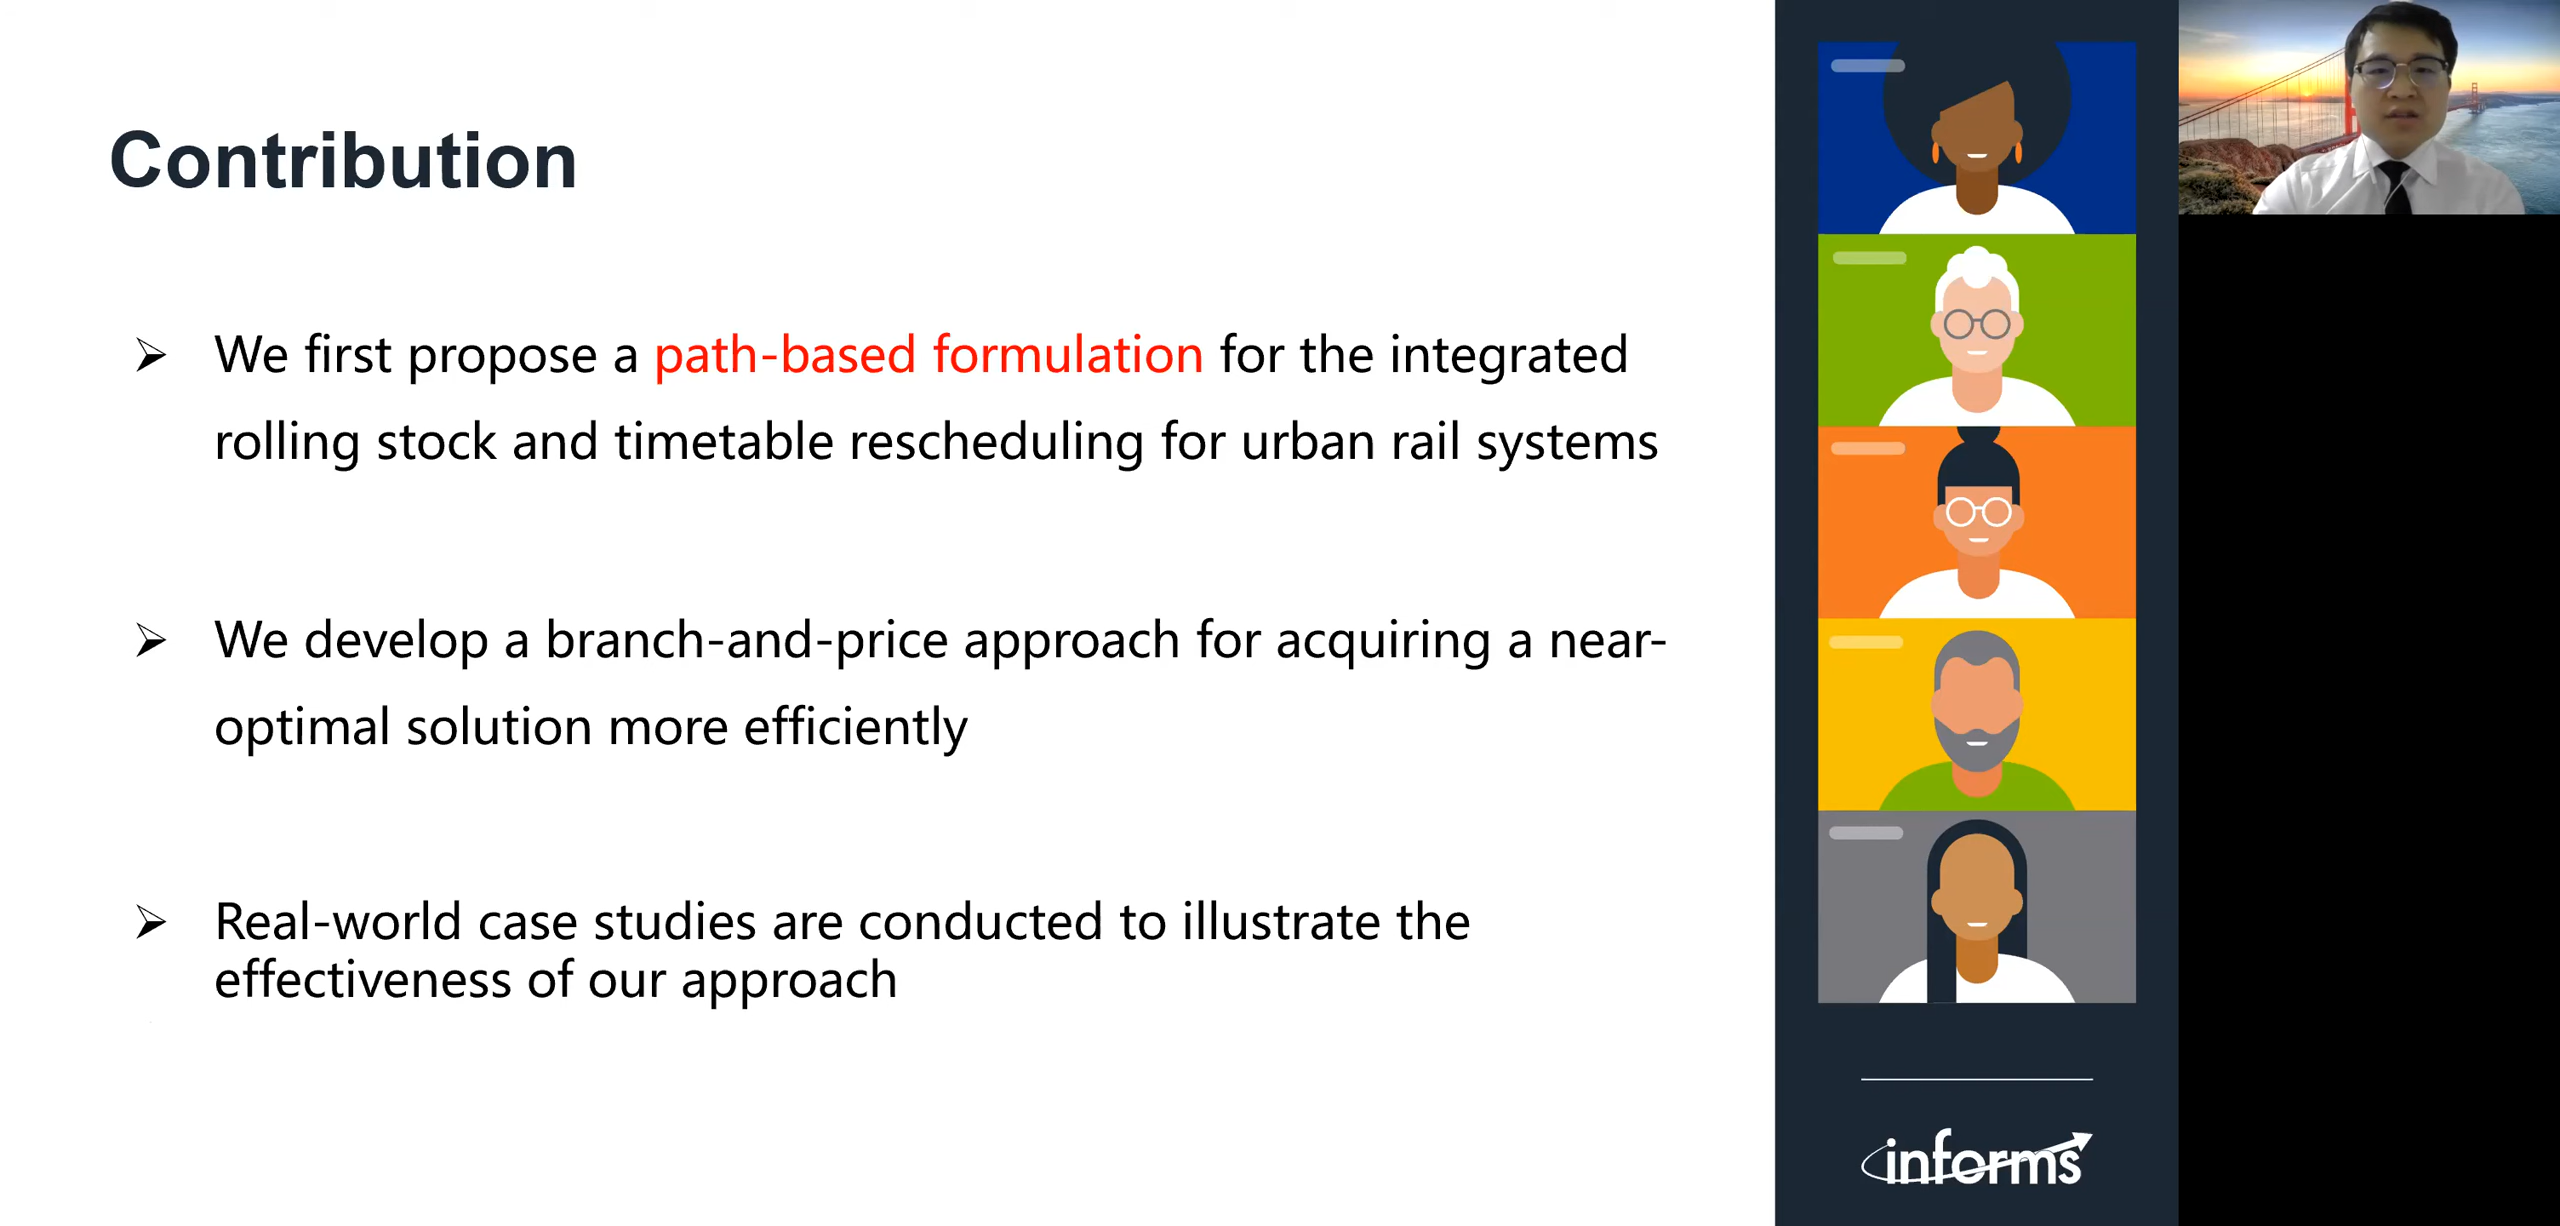 Contribution
➢ We first propose a path-based formulation for the integrated
rolling stock and timetable rescheduling for urban rail systems
➢ We develop a branch-and-price approach for acquiring a near-
optimal solution more efficiently
➢ Real-world case studies are conducted to illustrate the
effectiveness of our approach
informs